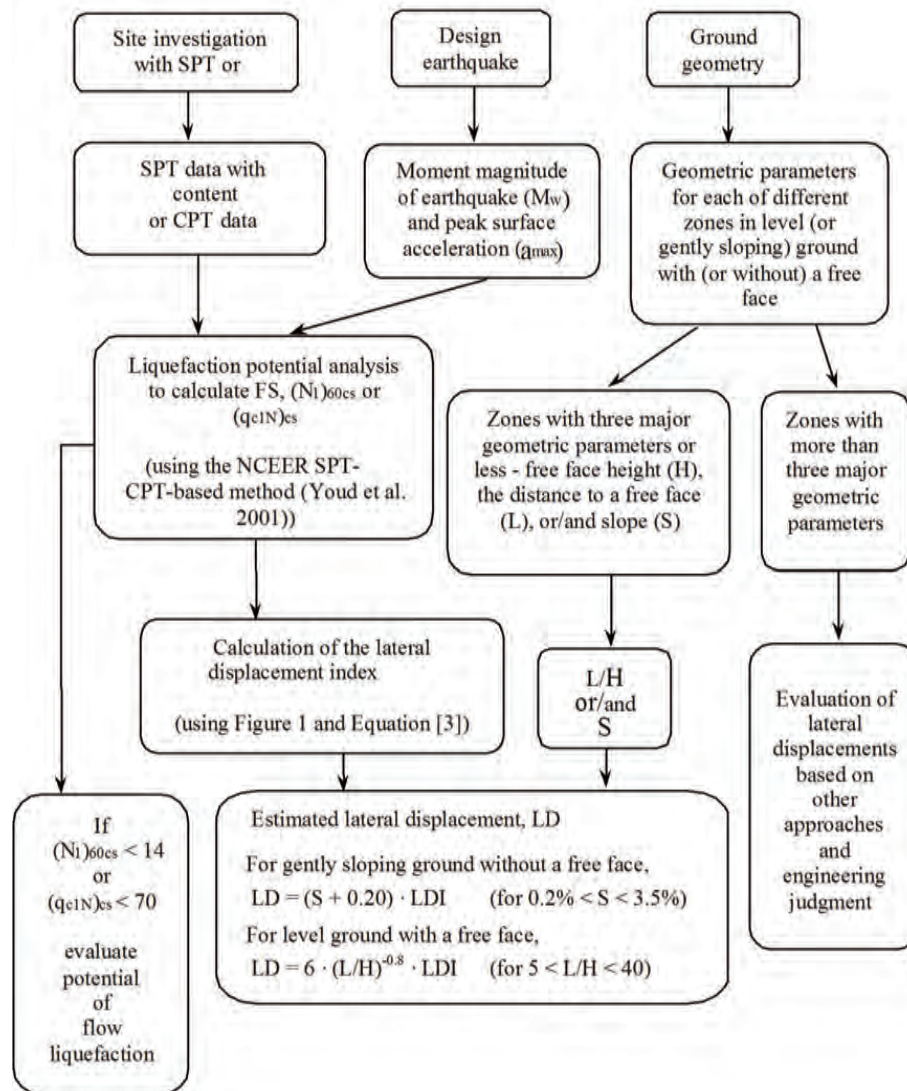 Site investigation
with SPT or
Design
earthquake
Ground
geometry
SPT data with
content
or CPT data
Moment magnitude
of earthquake (Mw)
and peak surface
acceleration (amax)
Geometric parameters
for each of different
zones in level (or
gently sloping) ground
with (or without) a free
face
Liquefaction potential analysis
to calculate FS, (N1)60cs or
(qc1N)cs
(using the NCEER SPT-
CPT-based method (Youd et al.
2001))
Zones with three major
geometric parameters or
less - free face height (H),
the distance to a free face
(L), or/and slope (S)
Zones with
more than
three major
geometric
parameters
Calculation of the lateral
displacement index
(using Figure 1 and Equation [3])
L/H
or/and
S
Evaluation of
lateral
displacements
based on
other
approaches
and
engineering
judgment
If
(N1)60cs < 14
or
(qc1N)cs < 70
evaluate
potential
of
flow
liquefaction
Estimated lateral displacement, LD
For gently sloping ground without a free face,
LD = (S + 0.20) · LDI (for 0.2% < S < 3.5%)
For level ground with a free face,
LD = 6 · (L/H)^-0.8 · LDI (for 5 < L/H < 40)